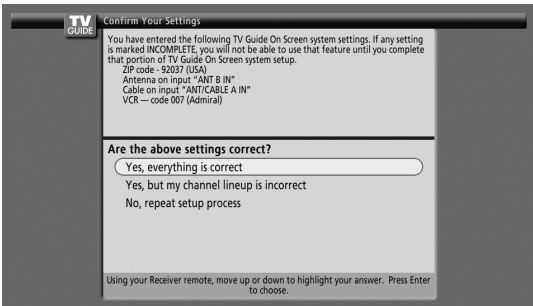 TV
GUIDE
Confirm Your Settings
You have entered the following TV Guide On Screen system settings. If any setting
is marked INCOMPLETE, you will not be able to use that feature until you complete
that portion of TV Guide On Screen system setup.
ZIP code - 92037 (USA)
Antenna on input “ANT B IN”
Cable on input “ANT/CABLE A IN”
VCR — code 007 (Admiral)
Are the above settings correct?
Yes, everything is correct
Yes, but my channel lineup is incorrect
No, repeat setup process
Using your Receiver remote, move up or down to highlight your answer. Press Enter
to choose.